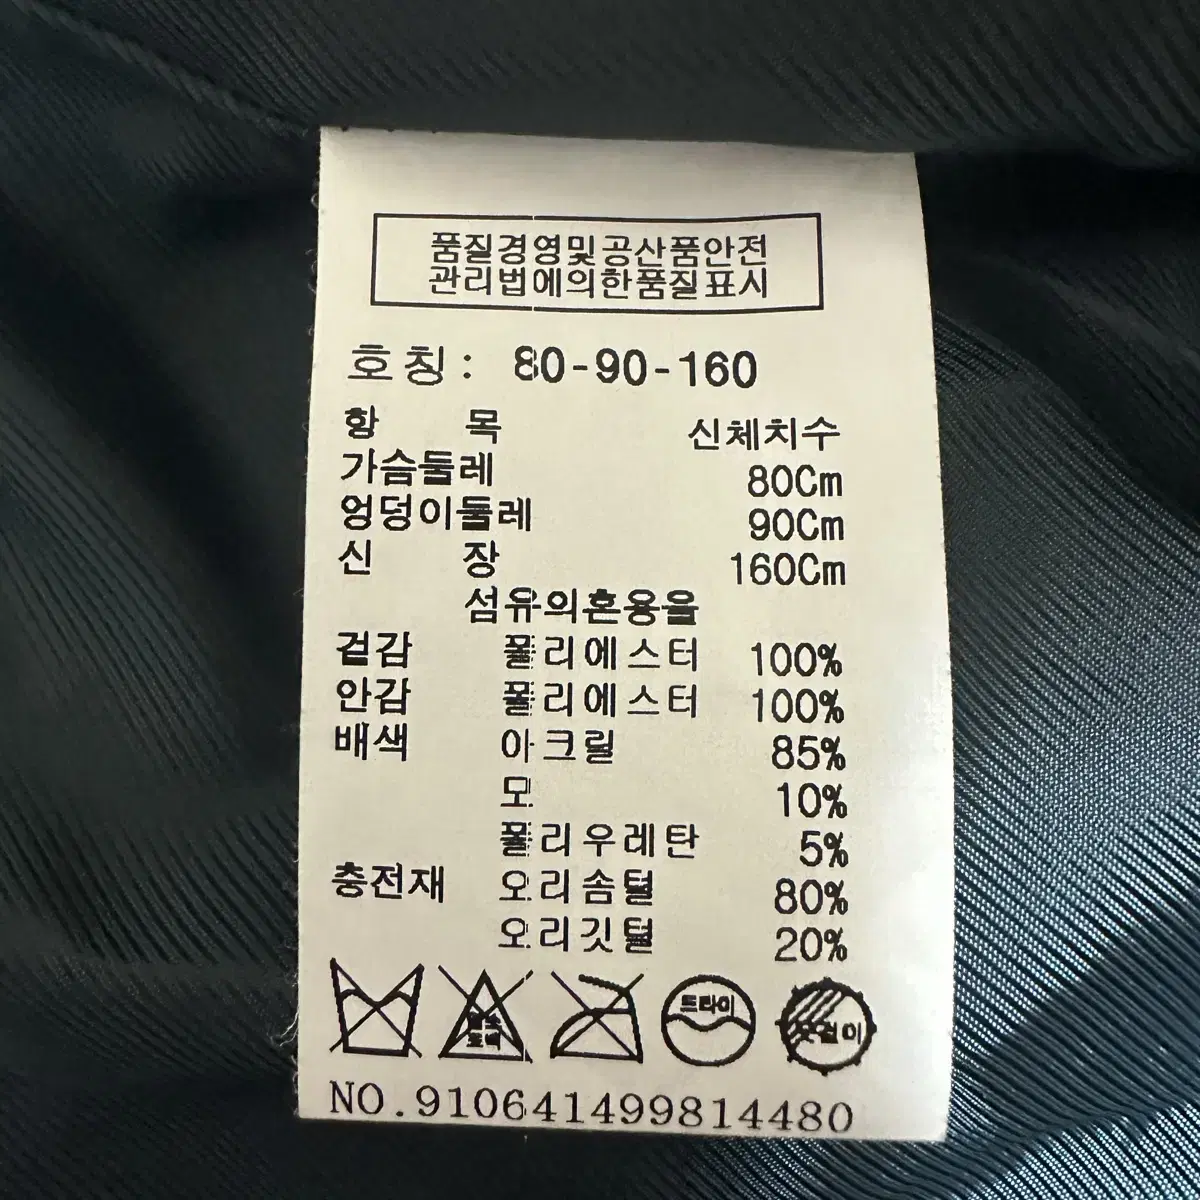 품질경영및공산품안전
관리법에의한품질표시
호칭: 80-90-160
항 목 신체치수
가슴둘레 80Cm
엉덩이둘레 90Cm
신 장 160Cm
섬유의혼용율
겉감 폴리에스터 100%
안감 폴리에스터 100%
배색 아크릴 85%
모 10%
폴리우레탄 5%
충전재 오리솜털 80%
오리깃털 20%
드라이
옷걸이
NO.910641499814480